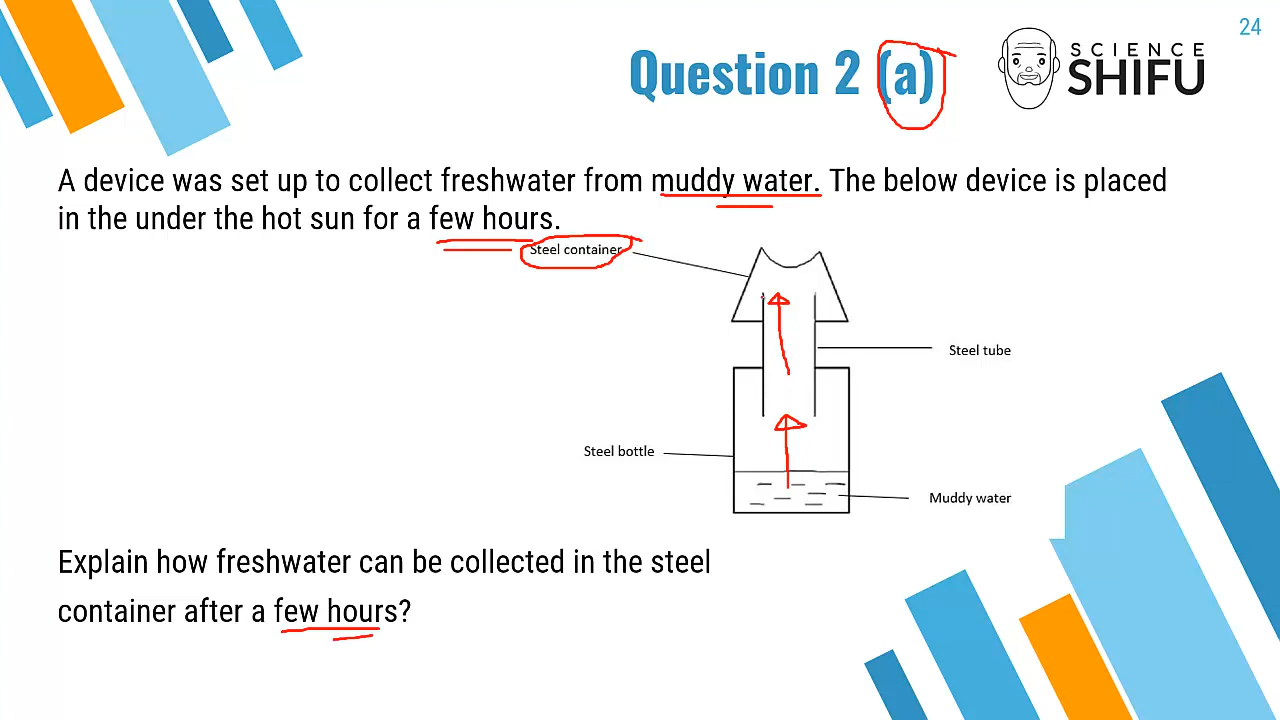 24
Question 2 (a)
SCIENCE
SHIFU
A device was set up to collect freshwater from muddy water. The below device is placed
in the under the hot sun for a few hours.
Steel container
Steel tube
Steel bottle
Muddy water
Explain how freshwater can be collected in the steel
container after a few hours?